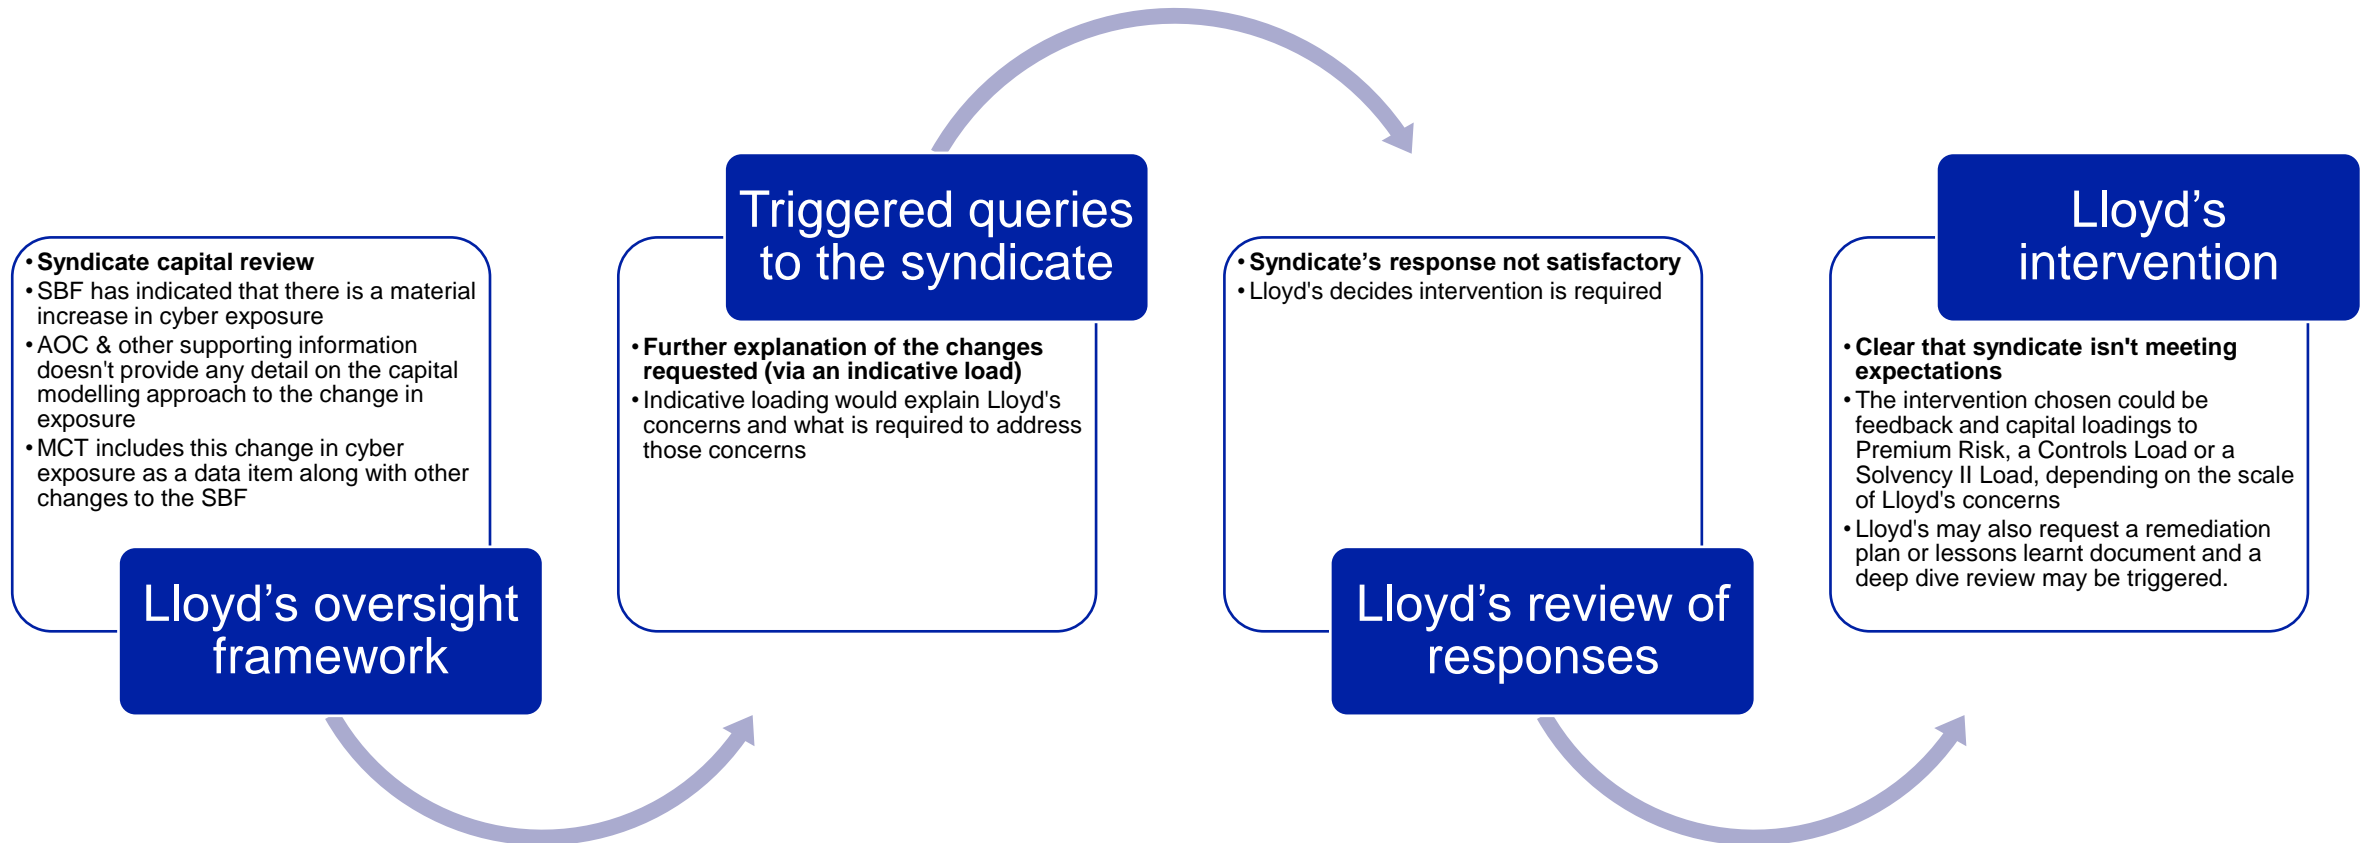 • Syndicate capital review
• SBF has indicated that there is a material
increase in cyber exposure
• AOC & other supporting information
doesn't provide any detail on the capital
modelling approach to the change in
exposure
• MCT includes this change in cyber
exposure as a data item along with other
changes to the SBF
Lloyd’s oversight
framework
Triggered queries
to the syndicate
• Further explanation of the changes
requested (via an indicative load)
• Indicative loading would explain Lloyd's
concerns and what is required to address
those concerns
• Syndicate’s response not satisfactory
• Lloyd's decides intervention is required
Lloyd’s review of
responses
Lloyd’s
intervention
• Clear that syndicate isn't meeting
expectations
• The intervention chosen could be
feedback and capital loadings to
Premium Risk, a Controls Load or a
Solvency II Load, depending on the scale
of Lloyd's concerns
• Lloyd's may also request a remediation
plan or lessons learnt document and a
deep dive review may be triggered.